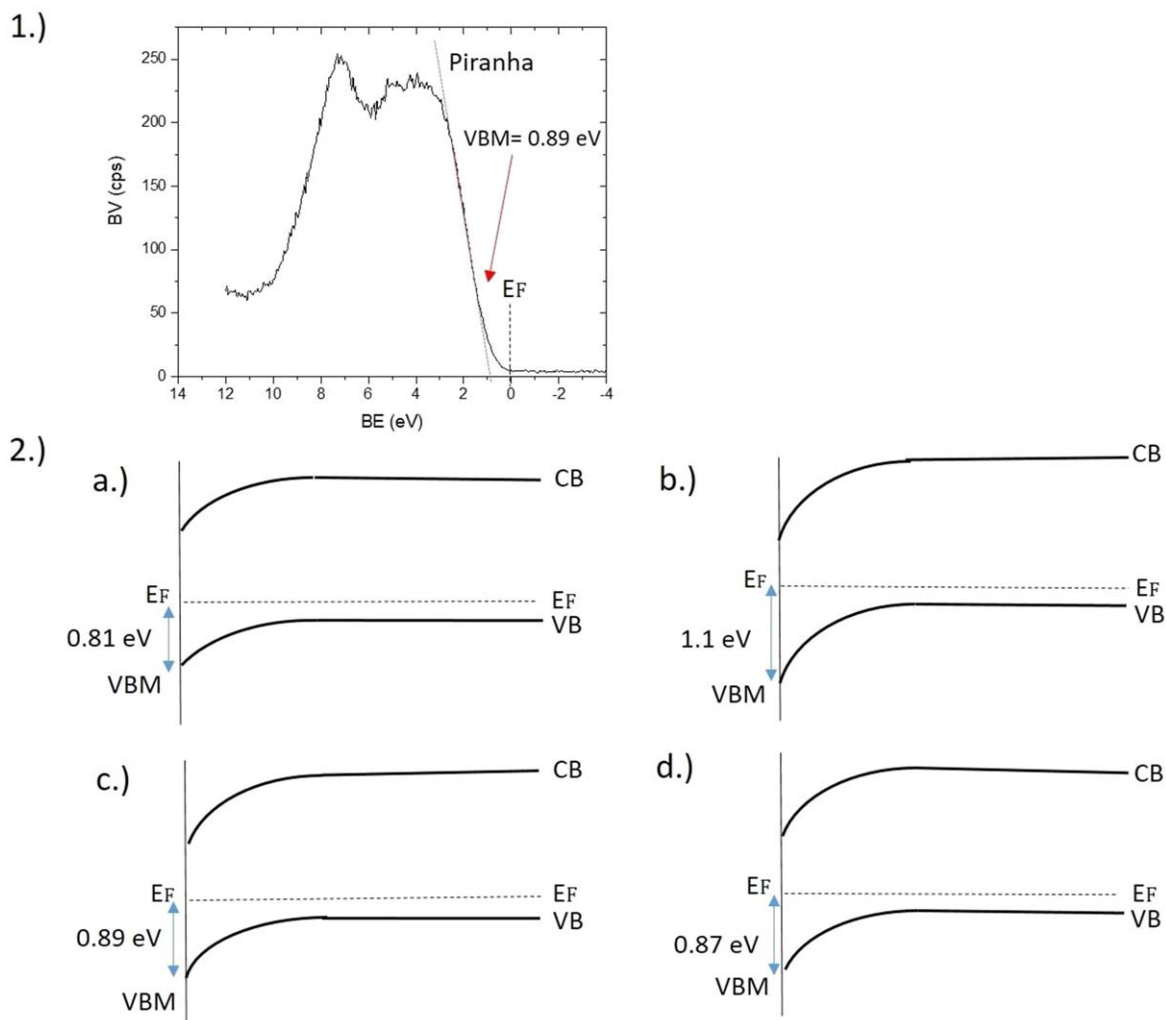 1.)
250
200
150
100
50
0
BV (cps)
Piranha
VBM= 0.89 eV
EF
14 12 10 8 6 4 2 0 -2 -4
BE (eV)
2.)
a.)
CB
EF
EF
VB
0.81 eV
VBM
b.)
CB
EF
EF
VB
1.1 eV
VBM
c.)
CB
EF
EF
VB
0.89 eV
VBM
d.)
CB
EF
EF
VB
0.87 eV
VBM